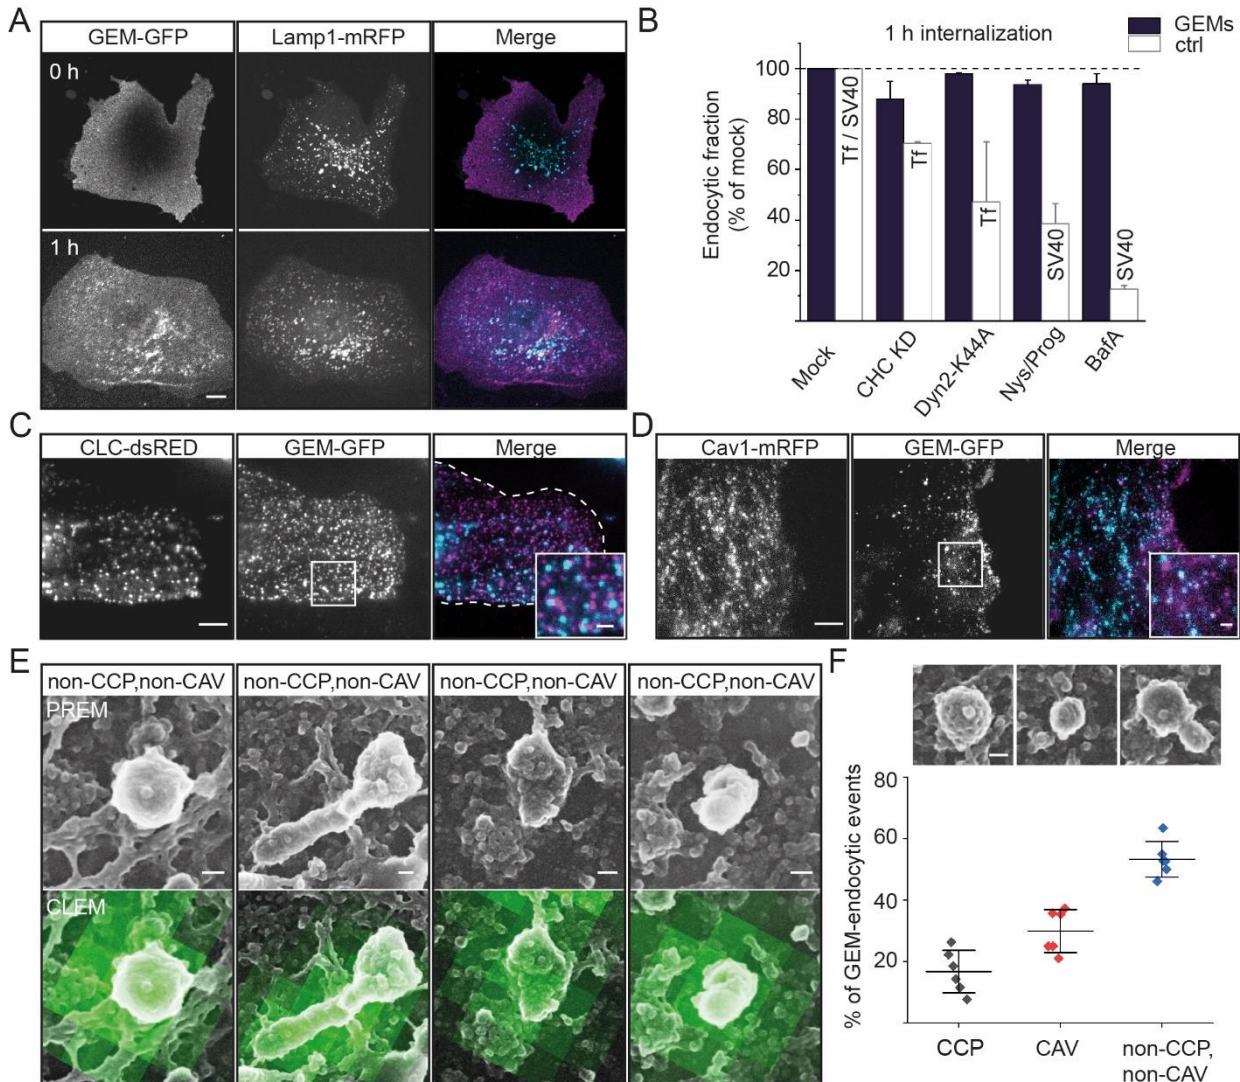 A
GEM-GFP
Lamp1-mRFP
Merge
0 h
1 h
B
1 h internalization
GEMs
ctrl
Endocytic fraction
(% of mock)
100
80
60
40
20
Tf / SV40
Tf
Tf
SV40
SV40
Mock
CHC KD
Dyn2-K44A
Nys/Prog
BafA
C
CLC-dsRED
GEM-GFP
Merge
D
Cav1-mRFP
GEM-GFP
Merge
E
non-CCP,non-CAV
non-CCP,non-CAV
non-CCP,non-CAV
non-CCP,non-CAV
PREM
CLEM
F
% of GEM-endocytic events
80
60
40
20
CCP
CAV
non-CCP,
non-CAV